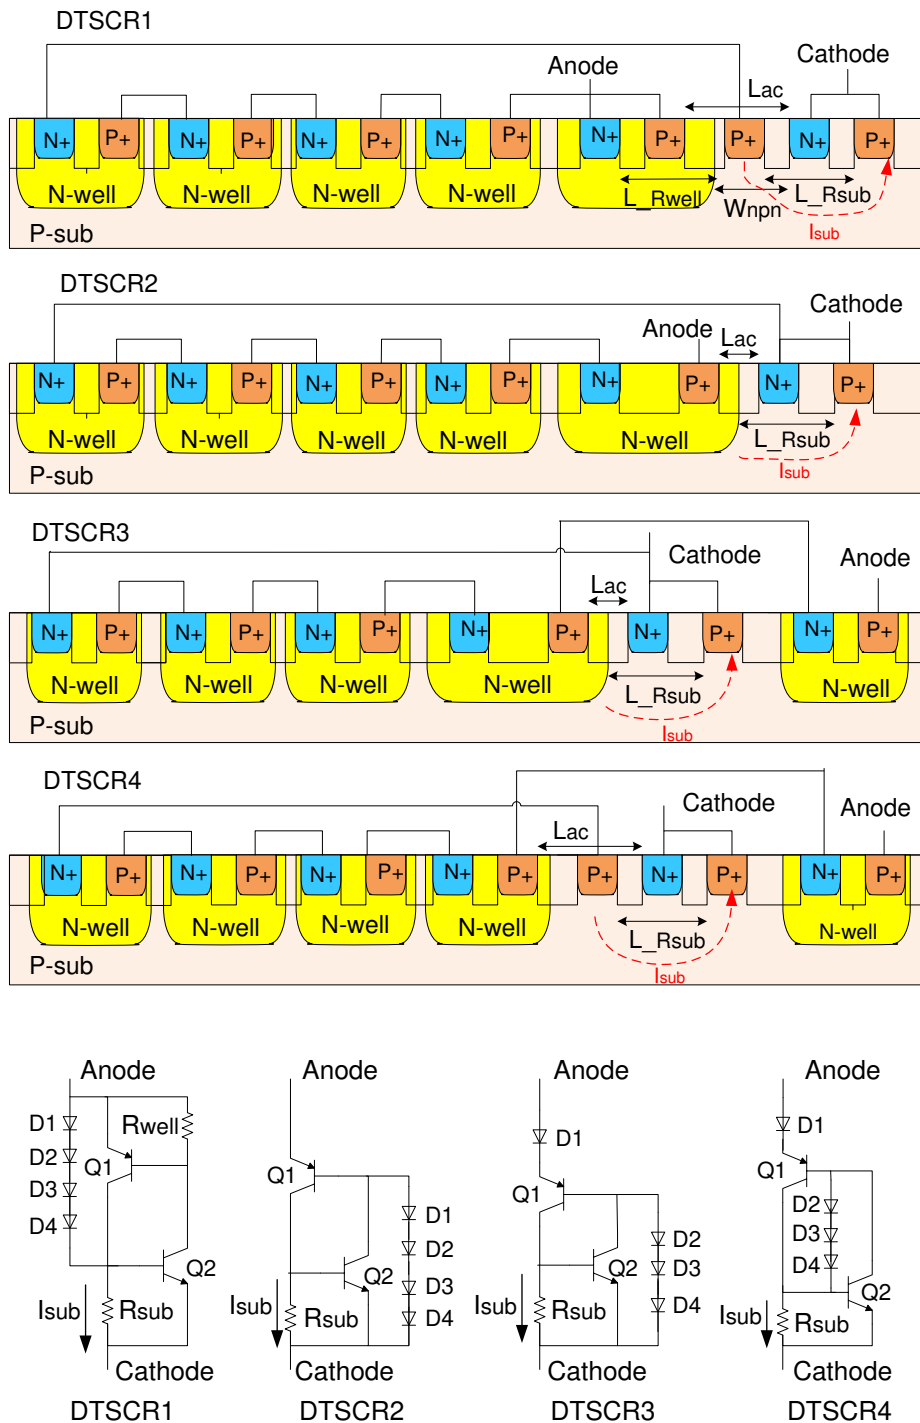 DTSCR1
Anode Lac Cathode
N+ P+ N+ P+ N+ P+ N+ P+ N+ P+ P+ N+ P+
N-well N-well N-well N-well L_Rwell Wnpn L_Rsub
P-sub Isub
DTSCR2
Anode Lac Cathode
N+ P+ N+ P+ N+ P+ N+ P+ N+ P+ N+ P+
N-well N-well N-well N-well N-well L_Rsub
P-sub Isub
DTSCR3
Lac Cathode Anode
N+ P+ N+ P+ N+ P+ N+ P+ N+ P+ N+ P+
N-well N-well N-well N-well L_Rsub N-well
P-sub Isub
DTSCR4
Lac Cathode Anode
N+ P+ N+ P+ N+ P+ N+ P+ P+ N+ P+ N+ P+
N-well N-well N-well N-well L_Rsub N-well
P-sub Isub
Anode
D1
D2
D3
D4
Q1
Rwell
Q2
Isub
Rsub
Cathode
DTSCR1
Anode
Q1
D1
D2
D3
D4
Q2
Isub
Rsub
Cathode
DTSCR2
Anode
D1
Q1
D2
D3
D4
Q2
Isub
Rsub
Cathode
DTSCR3
Anode
D1
Q1
D2
D3
D4
Q2
Isub
Rsub
Cathode
DTSCR4